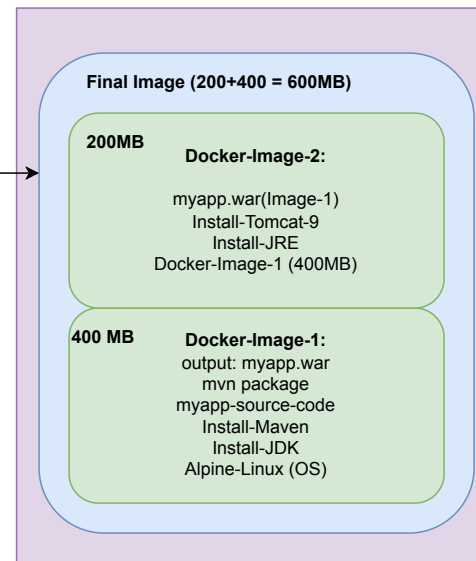 Final Image (200+400 = 600MB)
200MB
Docker-Image-2:
myapp.war(Image-1)
Install-Tomcat-9
Install-JRE
Docker-Image-1 (400MB)
400 MB
Docker-Image-1:
output: myapp.war
mvn package
myapp-source-code
Install-Maven
Install-JDK
Alpine-Linux (OS)